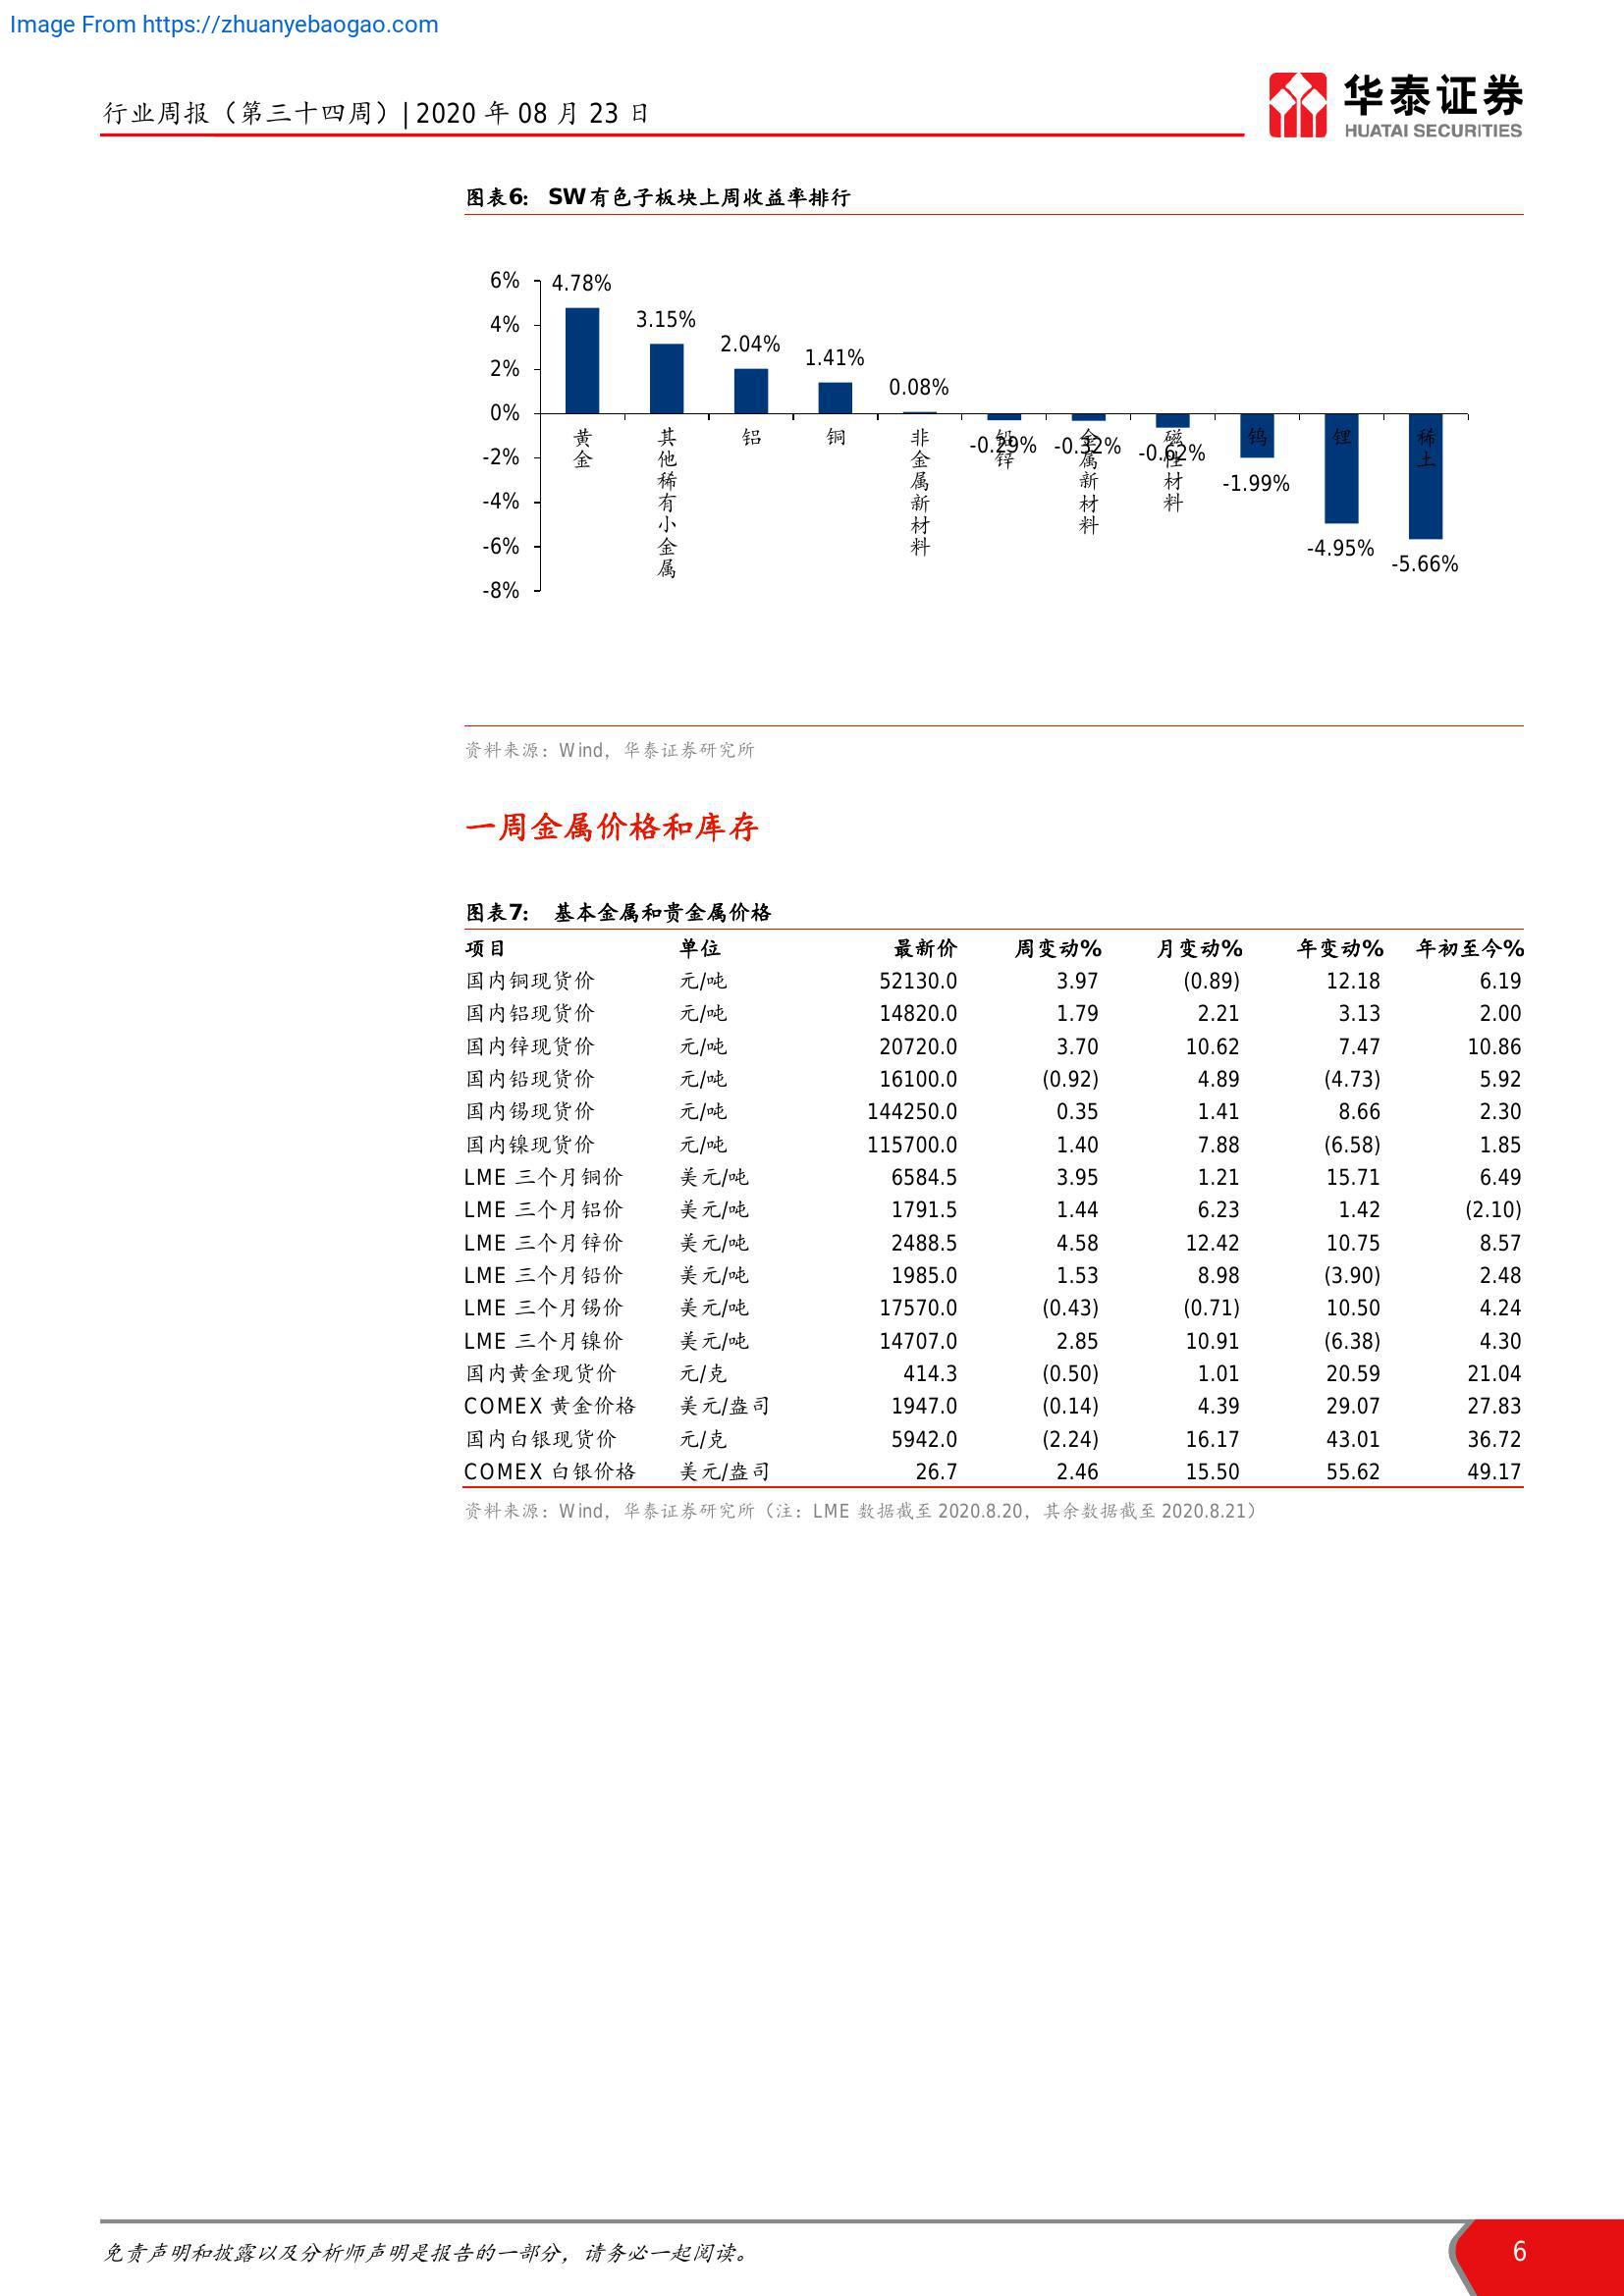 Image From https://zhuanyebaogao.com
行业周报（第三十四周）| 2020 年 08 月 23 日
华泰证券
HUATAI SECURITIES
图表6： SW有色子板块上周收益率排行
6%
4%
2%
0%
-2%
-4%
-6%
-8%
4.78%
3.15%
2.04%
1.41%
0.08%
-0.29%
-0.32%
-0.62%
-1.99%
-4.95%
-5.66%
黄金
其他稀有小金属
铝
铜
非金属新材料
铅锌
金属新材料
磁性材料
钨
锂
稀土
资料来源：Wind，华泰证券研究所
一周金属价格和库存
图表7： 基本金属和贵金属价格
项目 单位 最新价 周变动% 月变动% 年变动% 年初至今%
国内铜现货价 元/吨 52130.0 3.97 (0.89) 12.18 6.19
国内铝现货价 元/吨 14820.0 1.79 2.21 3.13 2.00
国内锌现货价 元/吨 20720.0 3.70 10.62 7.47 10.86
国内铅现货价 元/吨 16100.0 (0.92) 4.89 (4.73) 5.92
国内锡现货价 元/吨 144250.0 0.35 1.41 8.66 2.30
国内镍现货价 元/吨 115700.0 1.40 7.88 (6.58) 1.85
LME 三个月铜价 美元/吨 6584.5 3.95 1.21 15.71 6.49
LME 三个月铝价 美元/吨 1791.5 1.44 6.23 1.42 (2.10)
LME 三个月锌价 美元/吨 2488.5 4.58 12.42 10.75 8.57
LME 三个月铅价 美元/吨 1985.0 1.53 8.98 (3.90) 2.48
LME 三个月锡价 美元/吨 17570.0 (0.43) (0.71) 10.50 4.24
LME 三个月镍价 美元/吨 14707.0 2.85 10.91 (6.38) 4.30
国内黄金现货价 元/克 414.3 (0.50) 1.01 20.59 21.04
COMEX 黄金价格 美元/盎司 1947.0 (0.14) 4.39 29.07 27.83
国内白银现货价 元/克 5942.0 (2.24) 16.17 43.01 36.72
COMEX 白银价格 美元/盎司 26.7 2.46 15.50 55.62 49.17
资料来源：Wind，华泰证券研究所（注：LME 数据截至 2020.8.20，其余数据截至 2020.8.21）
免责声明和披露以及分析师声明是报告的一部分，请务必一起阅读。
6